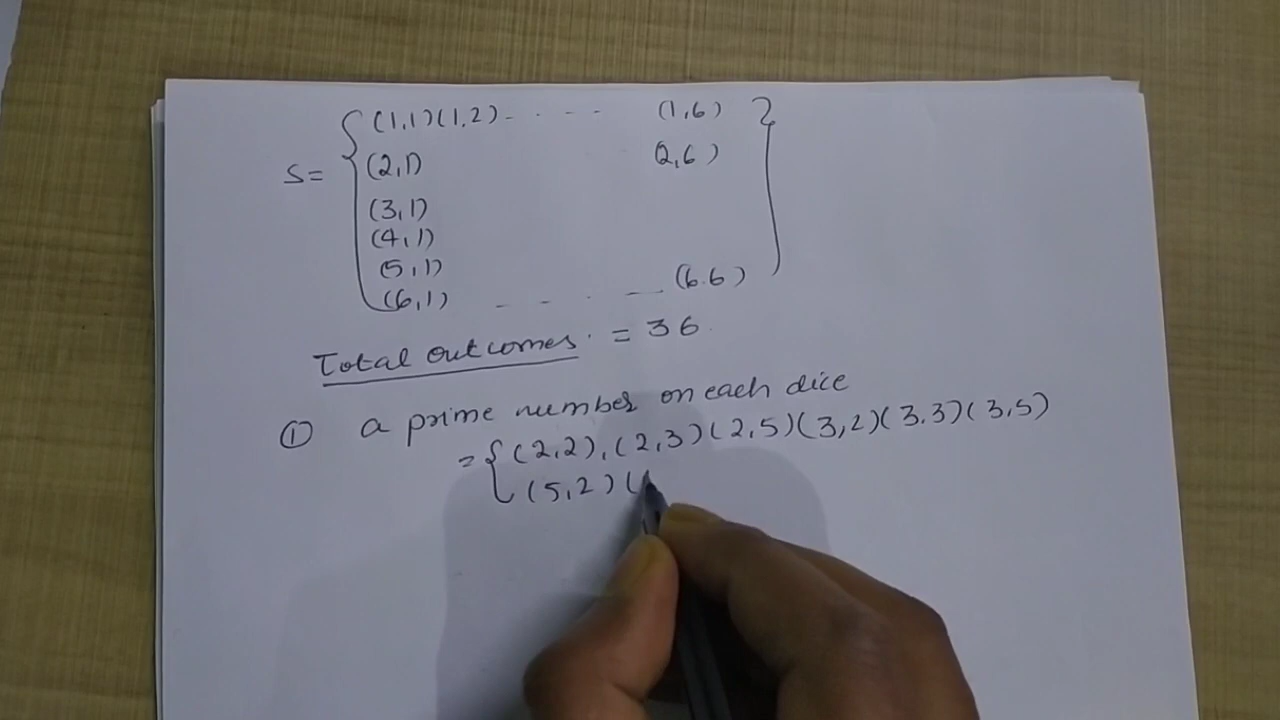 (1,1)(1,2)- · - - (1,6)
S= (2,1) (2,6)
(3,1)
(4,1)
(5,1)
(6,1) - - · - (6.6)
Total outcomes · = 36.
① a prime number on each dice
= { (2,2), (2,3)(2,5)(3,2)(3.3)(3,5)
(5,2)(